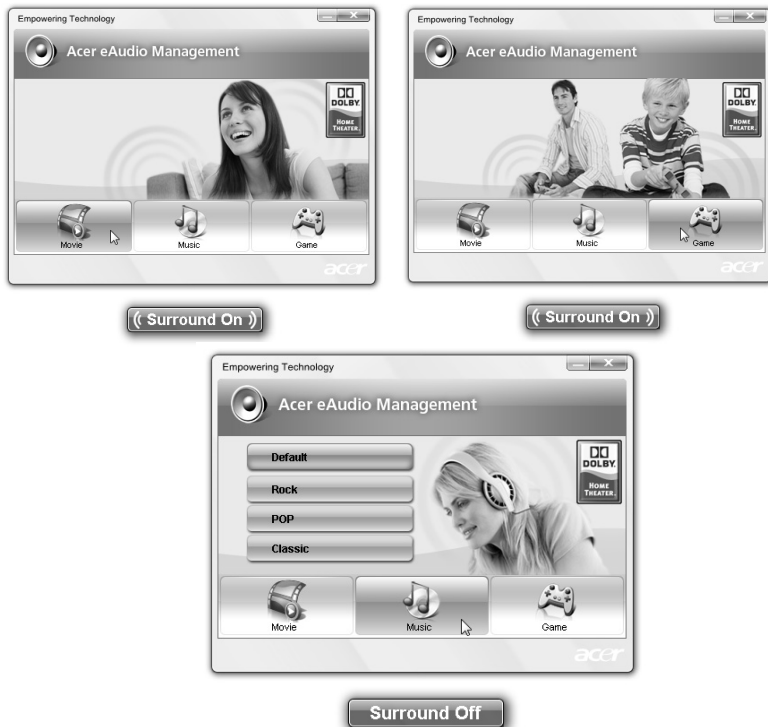 Empowering Technology
Acer eAudio Management
DOLBY
HOME
THEATER
Movie
Music
Game
acer
(( Surround On ))
Empowering Technology
Acer eAudio Management
DOLBY
HOME
THEATER
Movie
Music
Game
acer
(( Surround On ))
Empowering Technology
Acer eAudio Management
Default
Rock
POP
Classic
DOLBY
HOME
THEATER
Movie
Music
Game
acer
Surround Off